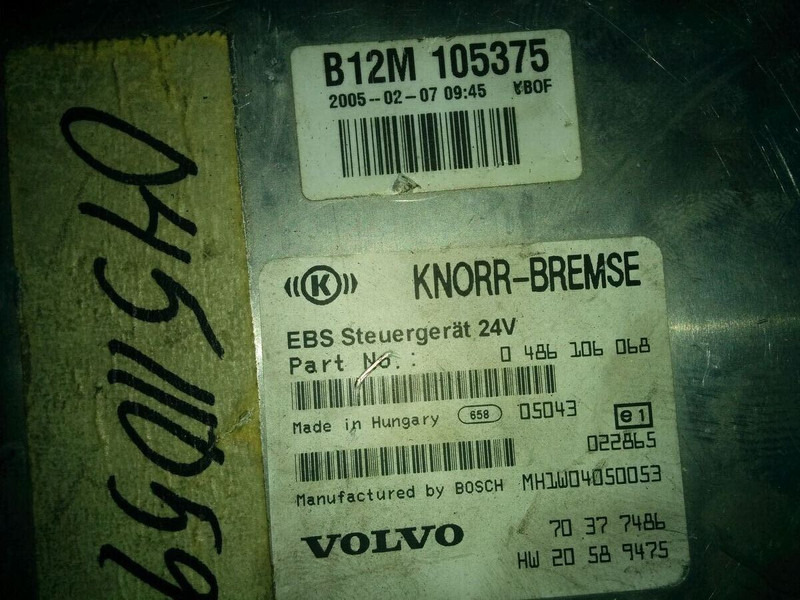 B12M 105375
2005-02-07 09:45 YBOF
KNORR-BREMSE
EBS Steuergerät 24V
Part No.: 0 486 106 068
Made in Hungary 658 05043 e1
022865
Manufactured by BOSCH MH1W04050053
VOLVO 70 37 7486
HW 20 58 9475